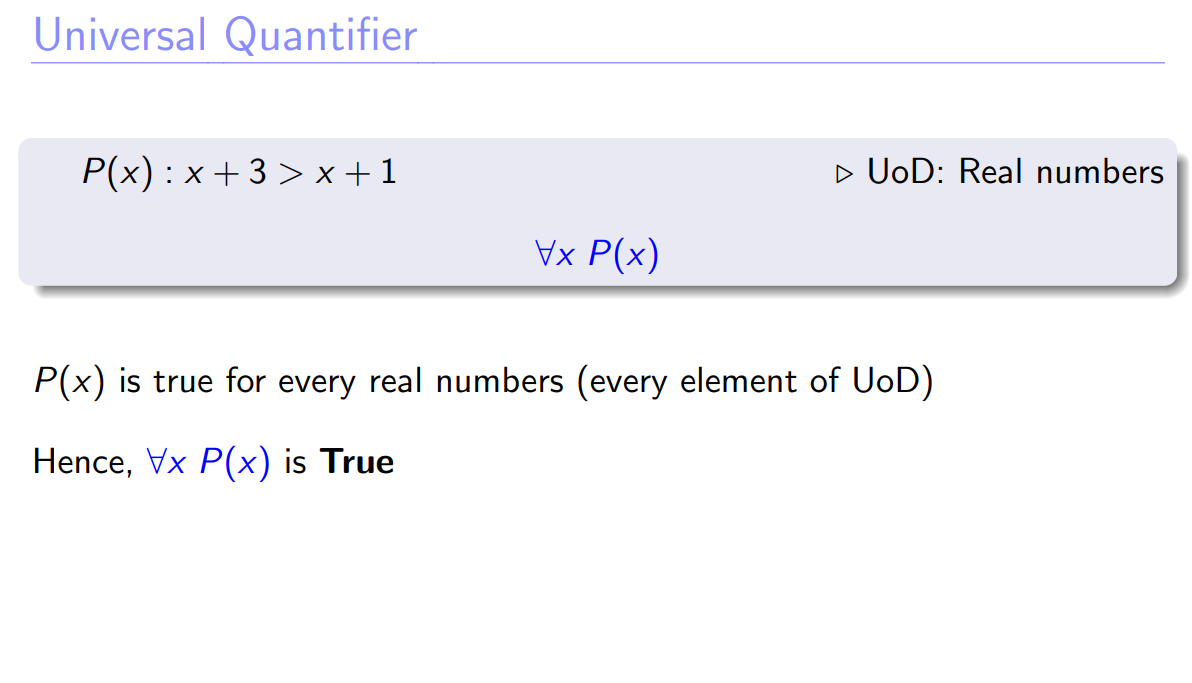 Universal Quantifier
P(x) : x + 3 > x + 1 ▷ UoD: Real numbers
∀x P(x)
P(x) is true for every real numbers (every element of UoD)
Hence, ∀x P(x) is True